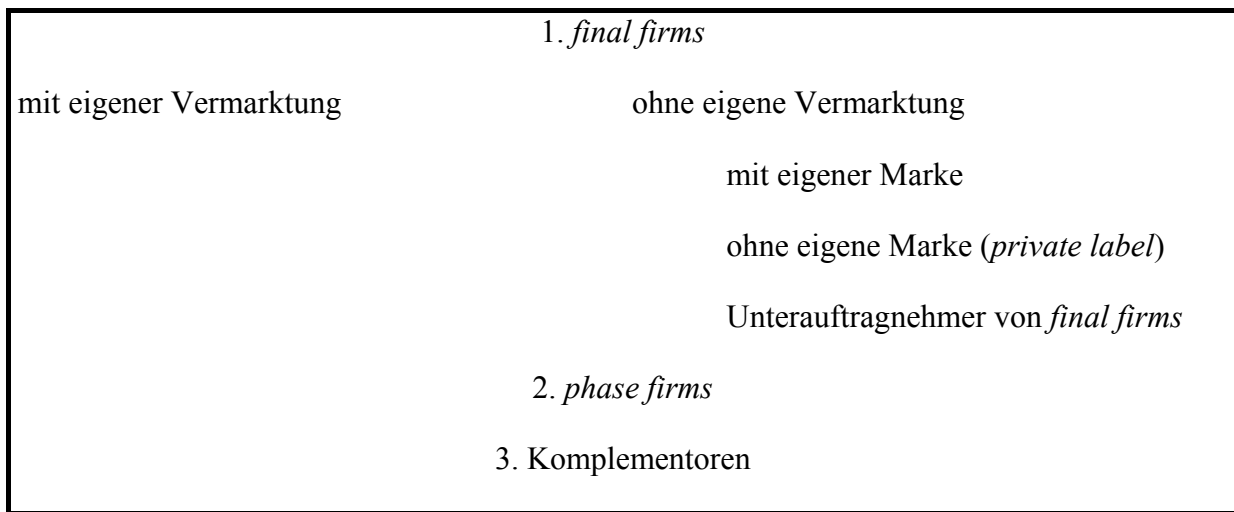 1. final firms
mit eigener Vermarktung ohne eigene Vermarktung
mit eigener Marke
ohne eigene Marke (private label)
Unterauftragnehmer von final firms
2. phase firms
3. Komplementoren